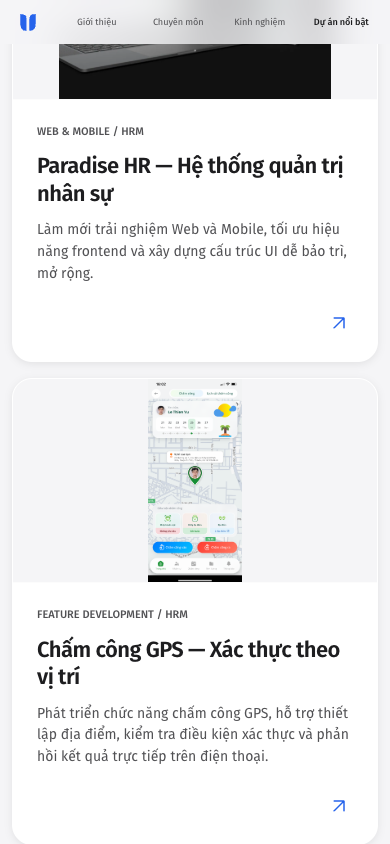 Giới thiệu
Chuyên môn
Kinh nghiệm
Dự án nổi bật
WEB & MOBILE / HRM
Paradise HR — Hệ thống quản trị
nhân sự
Làm mới trải nghiệm Web và Mobile, tối ưu hiệu
năng frontend và xây dựng cấu trúc UI dễ bảo trì,
mở rộng.
FEATURE DEVELOPMENT / HRM
Chấm công GPS — Xác thực theo
vị trí
Phát triển chức năng chấm công GPS, hỗ trợ thiết
lập địa điểm, kiểm tra điều kiện xác thực và phản
hồi kết quả trực tiếp trên điện thoại.